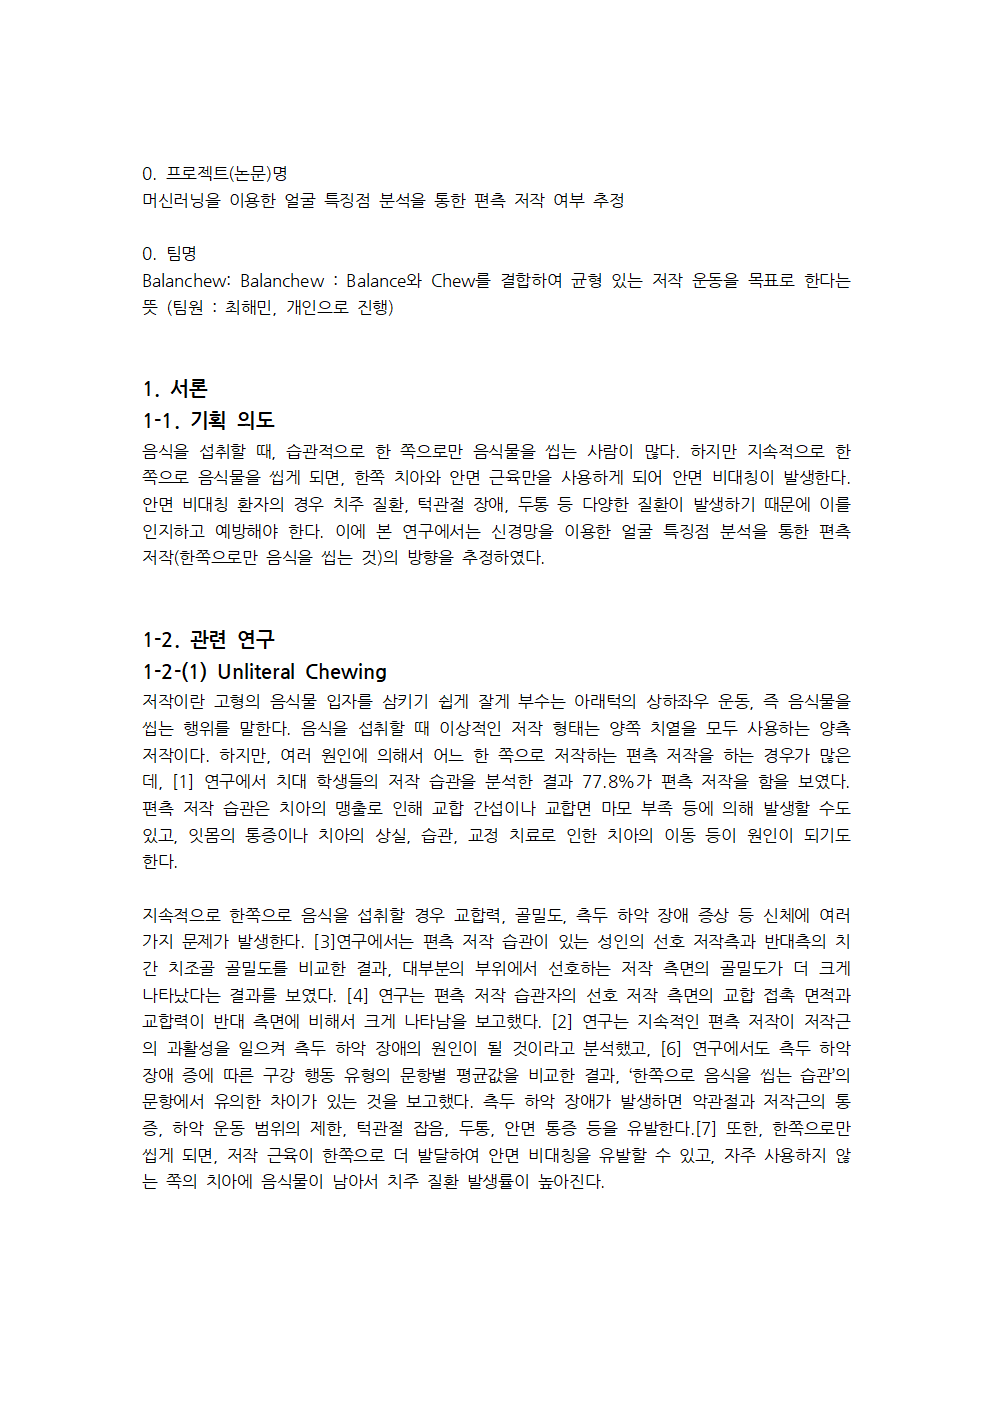 0. 프로젝트(논문)명
머신러닝을 이용한 얼굴 특징점 분석을 통한 편측 저작 여부 추정
0. 팀명
Balanchew: Balanchew : Balance와 Chew를 결합하여 균형 있는 저작 운동을 목표로 한다는
뜻 (팀원 : 최해민, 개인으로 진행)
1. 서론
1-1. 기획 의도
음식을 섭취할 때, 습관적으로 한 쪽으로만 음식물을 씹는 사람이 많다. 하지만 지속적으로 한
쪽으로 음식물을 씹게 되면, 한쪽 치아와 안면 근육만을 사용하게 되어 안면 비대칭이 발생한다.
안면 비대칭 환자의 경우 치주 질환, 턱관절 장애, 두통 등 다양한 질환이 발생하기 때문에 이를
인지하고 예방해야 한다. 이에 본 연구에서는 신경망을 이용한 얼굴 특징점 분석을 통한 편측
저작(한쪽으로만 음식을 씹는 것)의 방향을 추정하였다.
1-2. 관련 연구
1-2-(1) Unliteral Chewing
저작이란 고형의 음식물 입자를 삼키기 쉽게 잘게 부수는 아래턱의 상하좌우 운동, 즉 음식물을
씹는 행위를 말한다. 음식을 섭취할 때 이상적인 저작 형태는 양쪽 치열을 모두 사용하는 양측
저작이다. 하지만, 여러 원인에 의해서 어느 한 쪽으로 저작하는 편측 저작을 하는 경우가 많은
데, [1] 연구에서 치대 학생들의 저작 습관을 분석한 결과 77.8%가 편측 저작을 함을 보였다.
편측 저작 습관은 치아의 맹출로 인해 교합 간섭이나 교합면 마모 부족 등에 의해 발생할 수도
있고, 잇몸의 통증이나 치아의 상실, 습관, 교정 치료로 인한 치아의 이동 등이 원인이 되기도
한다.
지속적으로 한쪽으로 음식을 섭취할 경우 교합력, 골밀도, 측두 하악 장애 증상 등 신체에 여러
가지 문제가 발생한다. [3]연구에서는 편측 저작 습관이 있는 성인의 선호 저작측과 반대측의 치
간 치조골 골밀도를 비교한 결과, 대부분의 부위에서 선호하는 저작 측면의 골밀도가 더 크게
나타났다는 결과를 보였다. [4] 연구는 편측 저작 습관자의 선호 저작 측면의 교합 접촉 면적과
교합력이 반대 측면에 비해서 크게 나타남을 보고했다. [2] 연구는 지속적인 편측 저작이 저작근
의 과활성을 일으켜 측두 하악 장애의 원인이 될 것이라고 분석했고, [6] 연구에서도 측두 하악
장애 증에 따른 구강 행동 유형의 문항별 평균값을 비교한 결과, ‘한쪽으로 음식을 씹는 습관’의
문항에서 유의한 차이가 있는 것을 보고했다. 측두 하악 장애가 발생하면 악관절과 저작근의 통
증, 하악 운동 범위의 제한, 턱관절 잡음, 두통, 안면 통증 등을 유발한다.[7] 또한, 한쪽으로만
씹게 되면, 저작 근육이 한쪽으로 더 발달하여 안면 비대칭을 유발할 수 있고, 자주 사용하지 않
는 쪽의 치아에 음식물이 남아서 치주 질환 발생률이 높아진다.